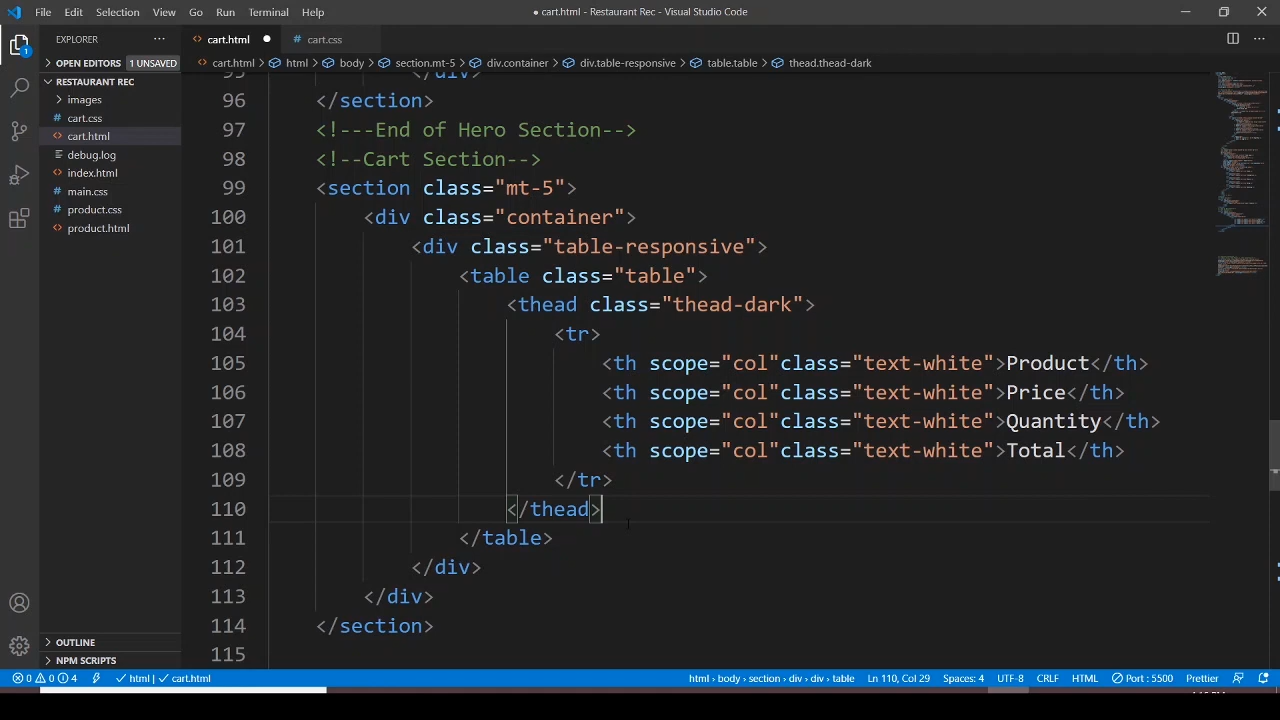 File Edit Selection View Go Run Terminal Help
● cart.html - Restaurant Rec - Visual Studio Code
EXPLORER ···
<> cart.html ●
# cart.css
OPEN EDITORS 1 UNSAVED
<> cart.html > html > body > section.mt-5 > div.container > div.table-responsive > table.table > thead.thead-dark
1
RESTAURANT REC
images
# cart.css
<> cart.html
debug.log
<> index.html
# main.css
# product.css
<> product.html
OUTLINE
NPM SCRIPTS
95 </div>
96 </section>
97 <!---End of Hero Section-->
98 <!--Cart Section-->
99 <section class="mt-5">
100 <div class="container">
101 <div class="table-responsive">
102 <table class="table">
103 <thead class="thead-dark">
104 <tr>
105 <th scope="col"class="text-white">Product</th>
106 <th scope="col"class="text-white">Price</th>
107 <th scope="col"class="text-white">Quantity</th>
108 <th scope="col"class="text-white">Total</th>
109 </tr>
110 </thead>
111 </table>
112 </div>
113 </div>
114 </section>
115
0 0 4 html | cart.html
html › body › section › div › div › table Ln 110, Col 29 Spaces: 4 UTF-8 CRLF HTML Port : 5500 Prettier